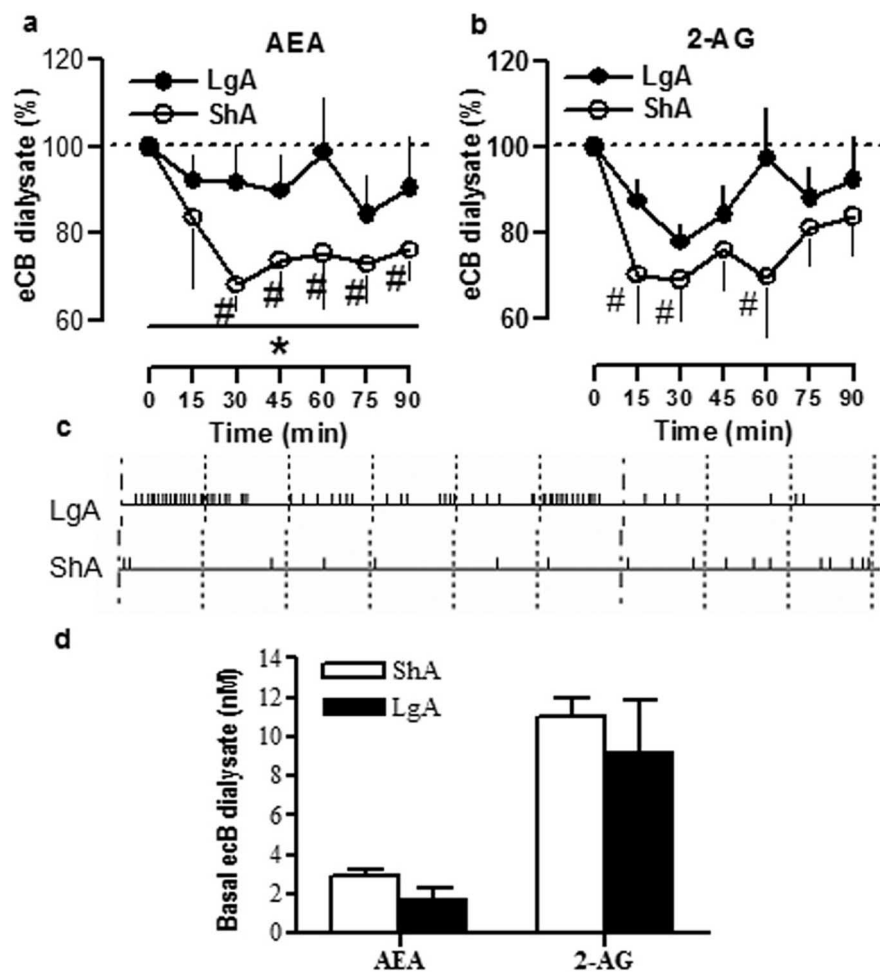 a
AEA
LgA
ShA
eCB dialysate (%)
120
100
80
60
# # # # #
*
0 15 30 45 60 75 90
Time (min)
b
2-AG
LgA
ShA
eCB dialysate (%)
120
100
80
60
# # #
0 15 30 45 60 75 90
Time (min)
c
LgA
ShA
d
ShA
LgA
Basal ecB dialysate (nM)
14
12
10
8
6
4
2
0
AEA 2-AG